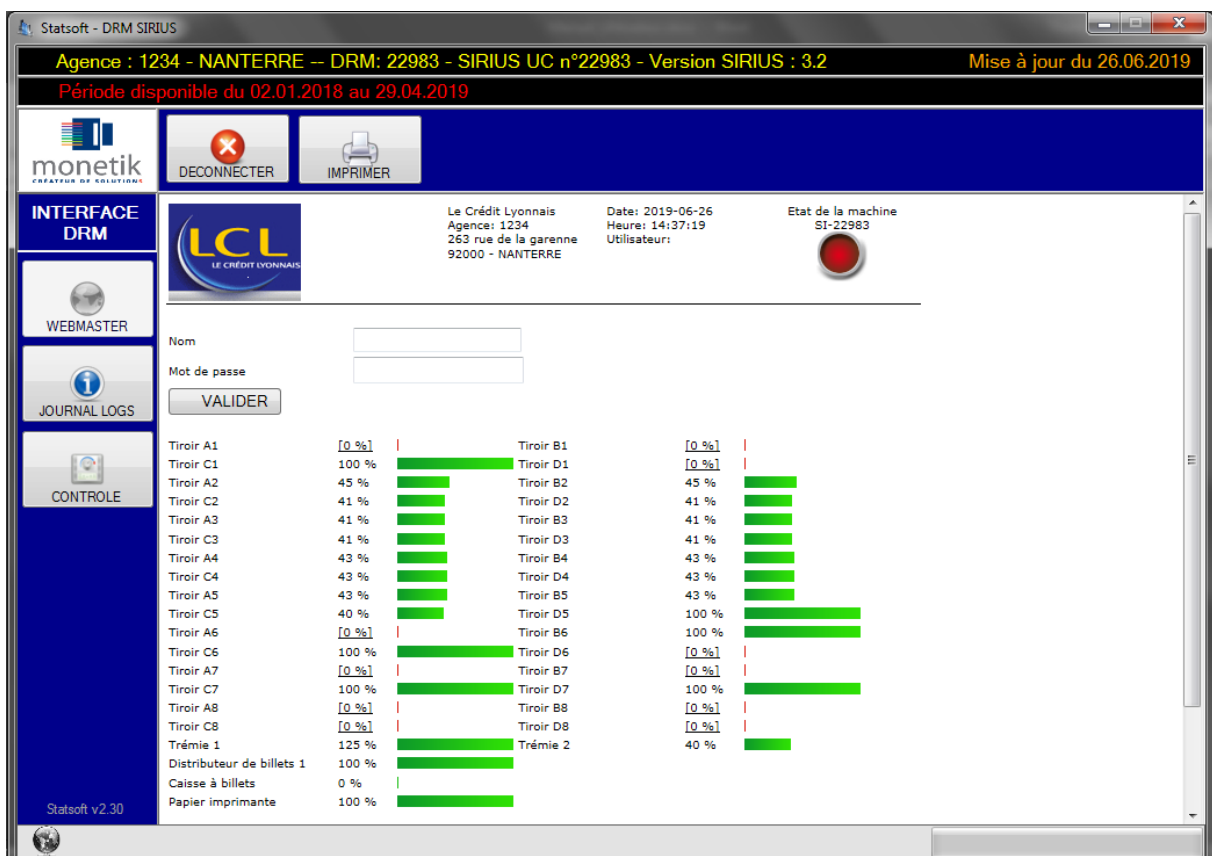 Statsoft - DRM SIRIUS
Agence : 1234 - NANTERRE -- DRM: 22983 - SIRIUS UC n°22983 - Version SIRIUS : 3.2 Mise à jour du 26.06.2019
Période disponible du 02.01.2018 au 29.04.2019
monetik
CRÉATEUR DE SOLUTIONS
DECONNECTER
IMPRIMER
INTERFACE
DRM
WEBMASTER
JOURNAL LOGS
CONTROLE
Statsoft v2.30
LCL
LE CRÉDIT LYONNAIS
Le Crédit Lyonnais
Agence: 1234
263 rue de la garenne
92000 - NANTERRE
Date: 2019-06-26
Heure: 14:37:19
Utilisateur:
Etat de la machine
SI-22983
Nom
Mot de passe
VALIDER
Tiroir A1 [0 %] Tiroir B1 [0 %]
Tiroir C1 100 % Tiroir D1 [0 %]
Tiroir A2 45 % Tiroir B2 45 %
Tiroir C2 41 % Tiroir D2 41 %
Tiroir A3 41 % Tiroir B3 41 %
Tiroir C3 41 % Tiroir D3 41 %
Tiroir A4 43 % Tiroir B4 43 %
Tiroir C4 43 % Tiroir D4 43 %
Tiroir A5 43 % Tiroir B5 43 %
Tiroir C5 40 % Tiroir D5 100 %
Tiroir A6 [0 %] Tiroir B6 100 %
Tiroir C6 100 % Tiroir D6 [0 %]
Tiroir A7 [0 %] Tiroir B7 [0 %]
Tiroir C7 100 % Tiroir D7 100 %
Tiroir A8 [0 %] Tiroir B8 [0 %]
Tiroir C8 [0 %] Tiroir D8 [0 %]
Trémie 1 125 % Trémie 2 40 %
Distributeur de billets 1 100 %
Caisse à billets 0 %
Papier imprimante 100 %